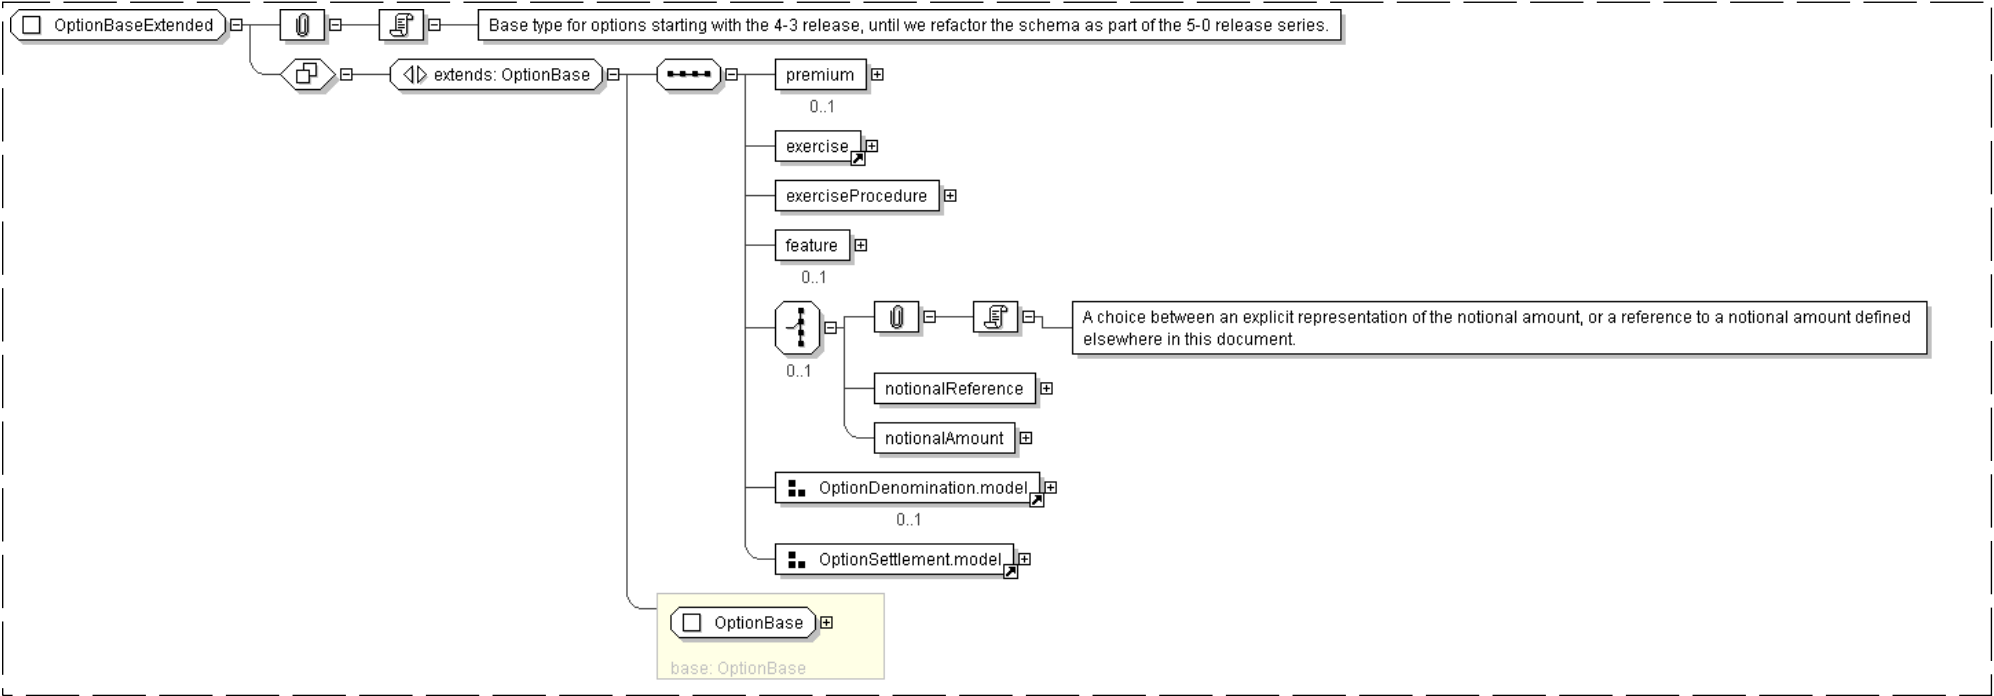 OptionBaseExtended
Base type for options starting with the 4-3 release, until we refactor the schema as part of the 5-0 release series.
extends: OptionBase
premium
0..1
exercise
exerciseProcedure
feature
0..1
0..1
A choice between an explicit representation of the notional amount, or a reference to a notional amount defined
elsewhere in this document.
notionalReference
notionalAmount
OptionDenomination.model
0..1
OptionSettlement.model
OptionBase
base: OptionBase